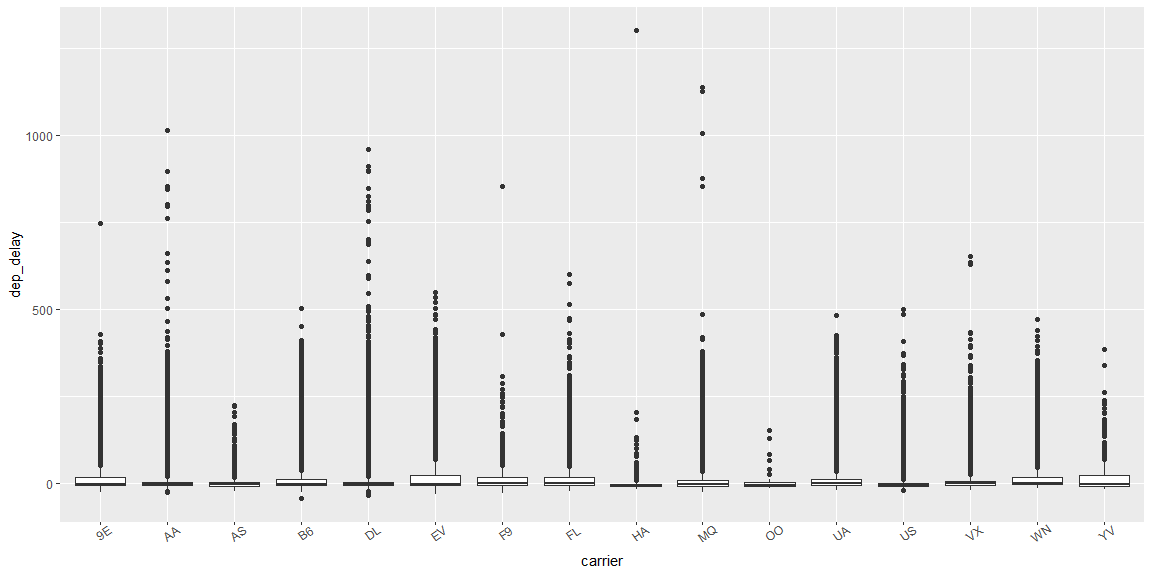 dep_delay
1000
500
0
9E
AA
AS
B6
DL
EV
F9
FL
HA
MQ
OO
UA
US
VX
WN
YV
carrier